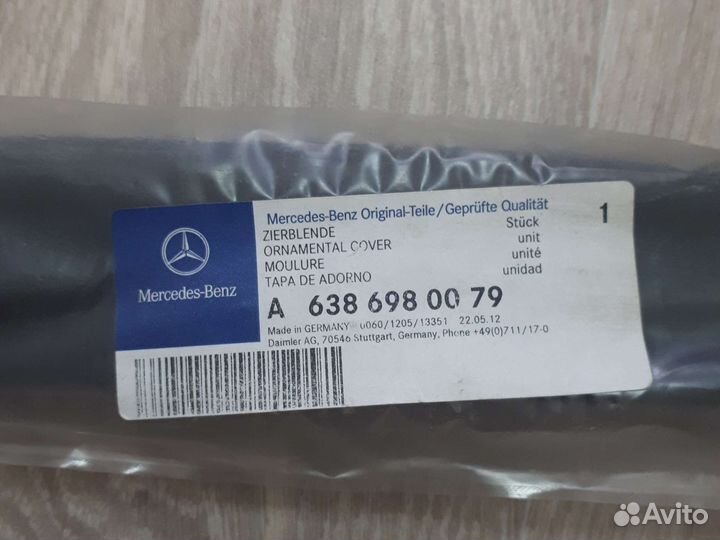 Mercedes-Benz
Mercedes-Benz Original-Teile/Geprüfte Qualität
ZIERBLENDE Stück 1
ORNAMENTAL COVER unit
MOULURE unité
TAPA DE ADORNO unidad
A 638 698 00 79
Made in GERMANY 0060/1205/13351 22.05.12
Daimler AG, 70546 Stuttgart, Germany, Phone +49(0)711/17-0
Avito